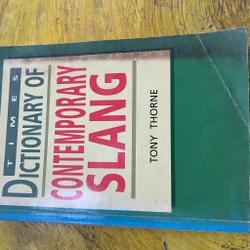 TIMES
DICTIONARY OF
CONTEMPORARY
SLANG
TONY THORNE